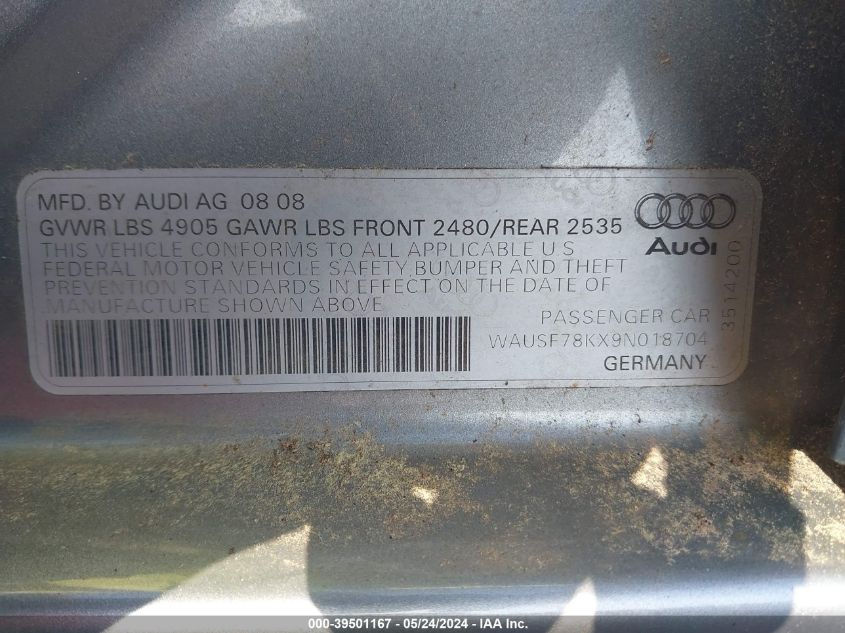 MFD. BY AUDI AG 08 08
GVWR LBS 4905 GAWR LBS FRONT 2480/REAR 2535
THIS VEHICLE CONFORMS TO ALL APPLICABLE U S
FEDERAL MOTOR VEHICLE SAFETY, BUMPER AND THEFT
PREVENTION STANDARDS IN EFFECT ON THE DATE OF
MANUFACTURE SHOWN ABOVE
Audi
3514200
PASSENGER CAR
WAUSF78KX9N018704
GERMANY
000-39501167 / 05/24/2024 - IAA Inc.